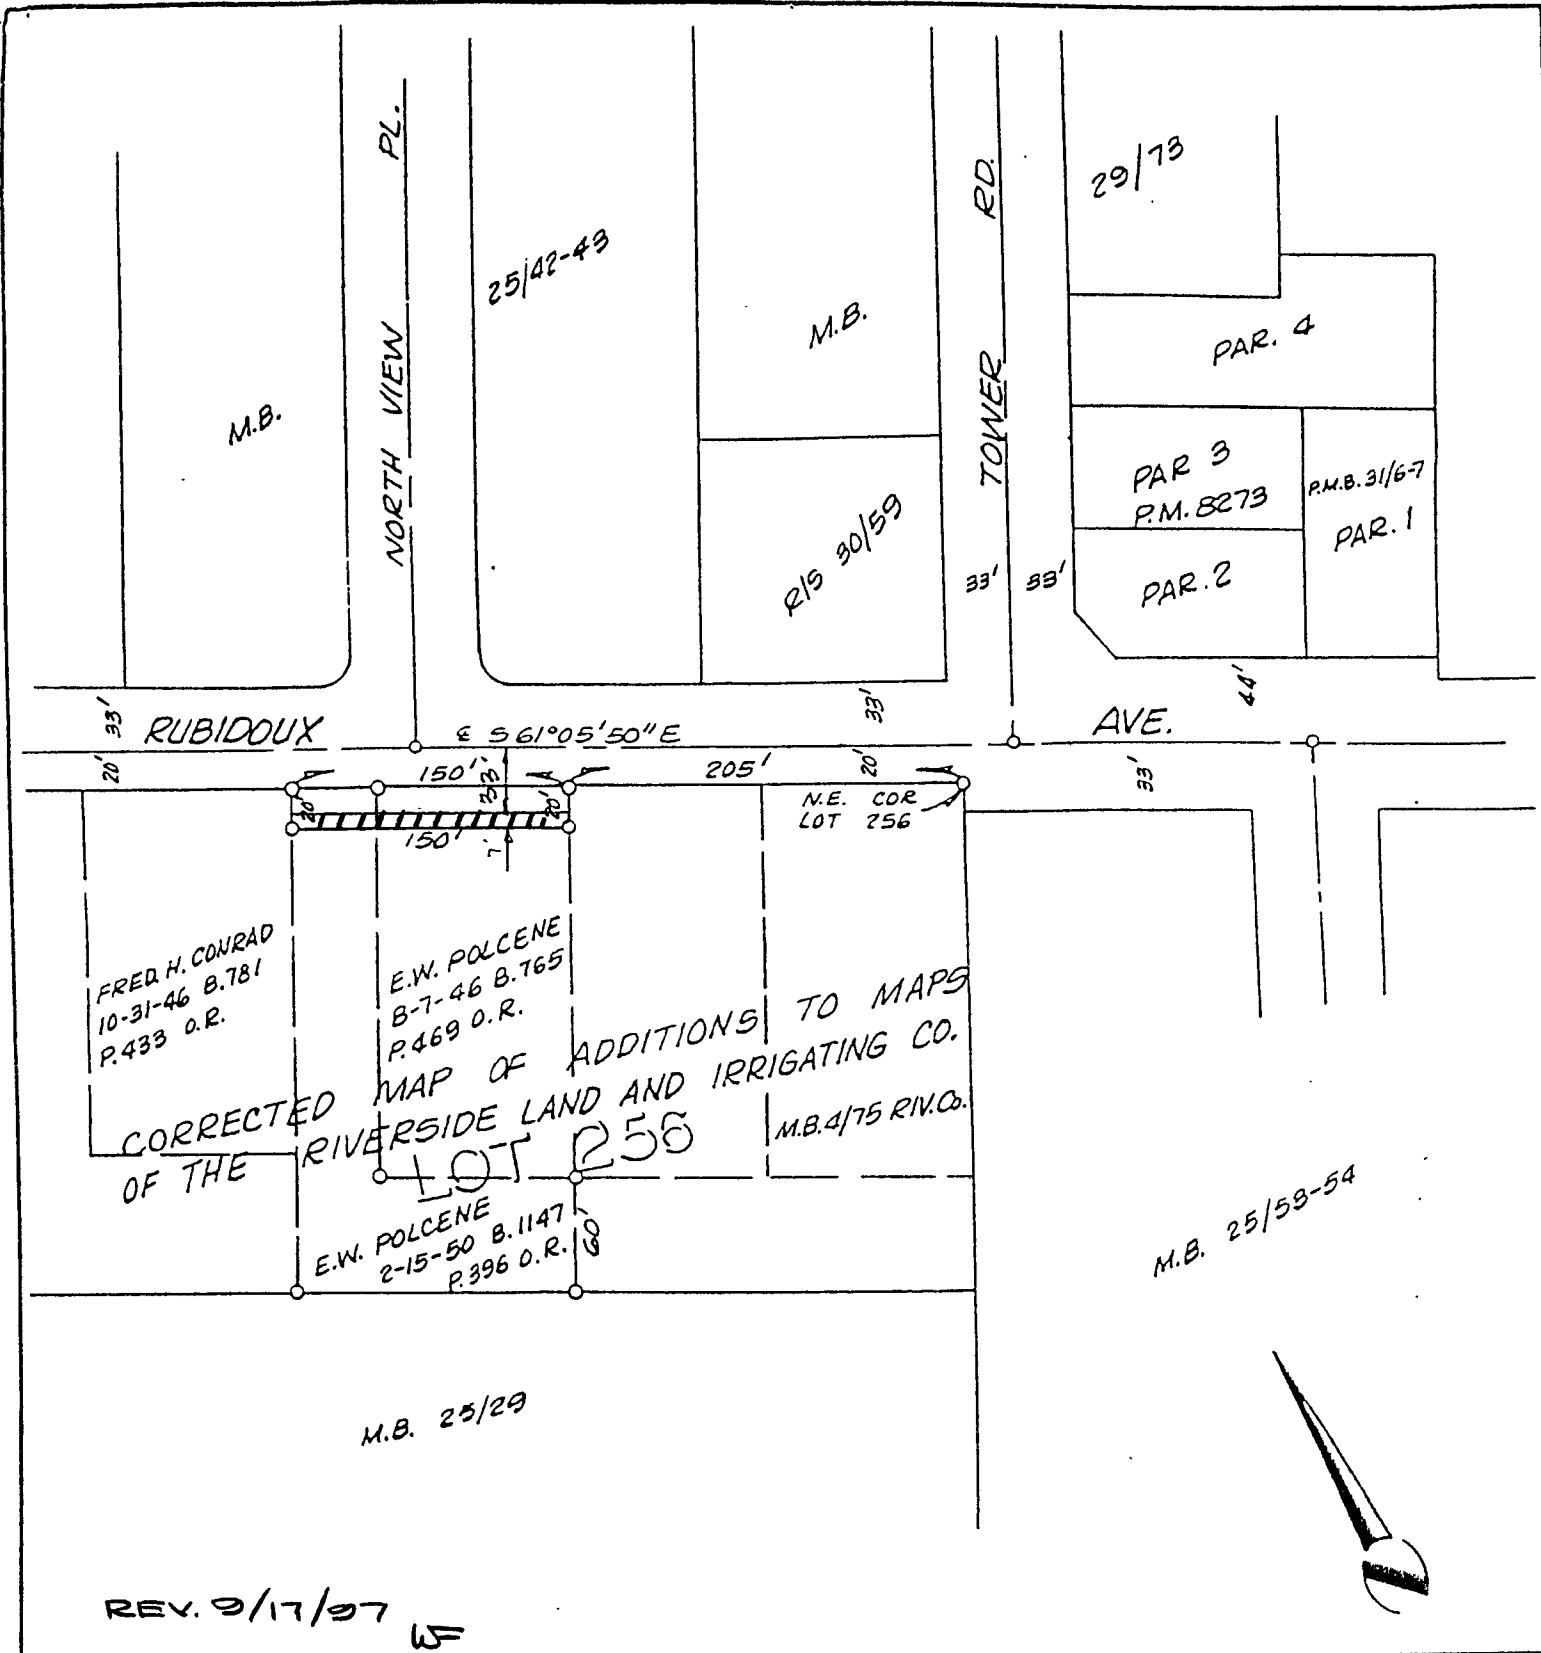 NORTH VIEW PL.
TOWER RD.
29/73
25/42-43
M.B.
M.B.
PAR. 4
PAR 3
P.M. 8273
P.M.B. 31/6-7
PAR. 1
PAR. 2
R/S 30/59
33' 33'
33'
33'
44'
RUBIDOUX
℄ S 61°05'50" E
AVE.
20'
150'
33'
205'
20'
33'
20'
20'
N.E. COR
LOT 256
150'
7'
FRED H. CONRAD
10-31-46 B.781
P.433 O.R.
E.W. POLCENE
8-7-46 B.765
P.469 O.R.
CORRECTED MAP OF ADDITIONS TO MAPS
OF THE RIVERSIDE LAND AND IRRIGATING CO.
LOT 256
M.B.4/75 RIV.Co.
E.W. POLCENE
2-15-50 B.1147
P.396 O.R.
60'
M.B. 25/53-54
M.B. 25/29
REV. 9/17/97
WF